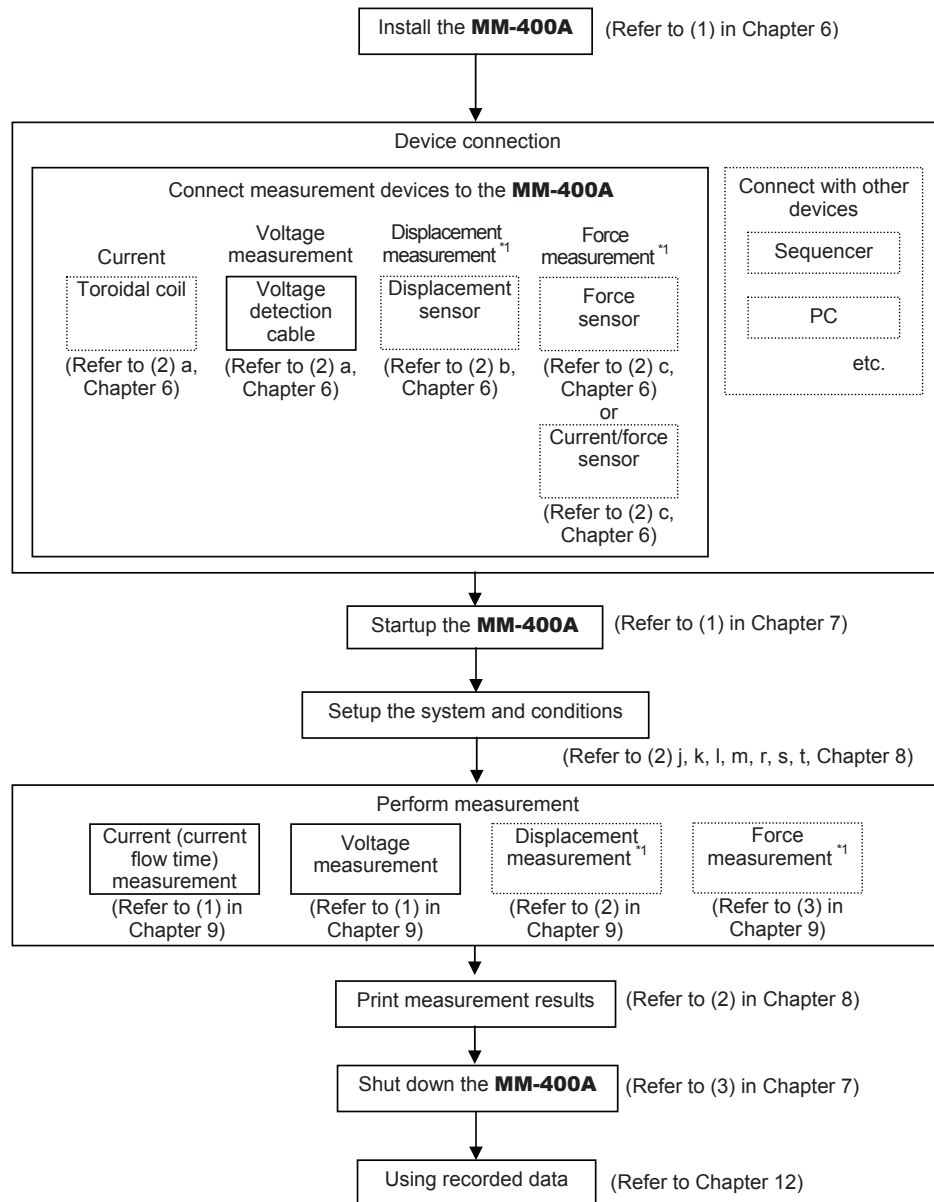 Install the MM-400A (Refer to (1) in Chapter 6)
Device connection
Connect measurement devices to the MM-400A
Current
Toroidal coil
(Refer to (2) a,
Chapter 6)
Voltage
measurement
Voltage
detection
cable
(Refer to (2) a,
Chapter 6)
Displacement
measurement *1
Displacement
sensor
(Refer to (2) b,
Chapter 6)
Force
measurement *1
Force
sensor
(Refer to (2) c,
Chapter 6)
or
Current/force
sensor
(Refer to (2) c,
Chapter 6)
Connect with other
devices
Sequencer
PC
etc.
Startup the MM-400A (Refer to (1) in Chapter 7)
Setup the system and conditions
(Refer to (2) j, k, l, m, r, s, t, Chapter 8)
Perform measurement
Current (current
flow time)
measurement
(Refer to (1) in
Chapter 9)
Voltage
measurement
(Refer to (1) in
Chapter 9)
Displacement
measurement *1
(Refer to (2) in
Chapter 9)
Force
measurement *1
(Refer to (3) in
Chapter 9)
Print measurement results (Refer to (2) in Chapter 8)
Shut down the MM-400A (Refer to (3) in Chapter 7)
Using recorded data (Refer to Chapter 12)